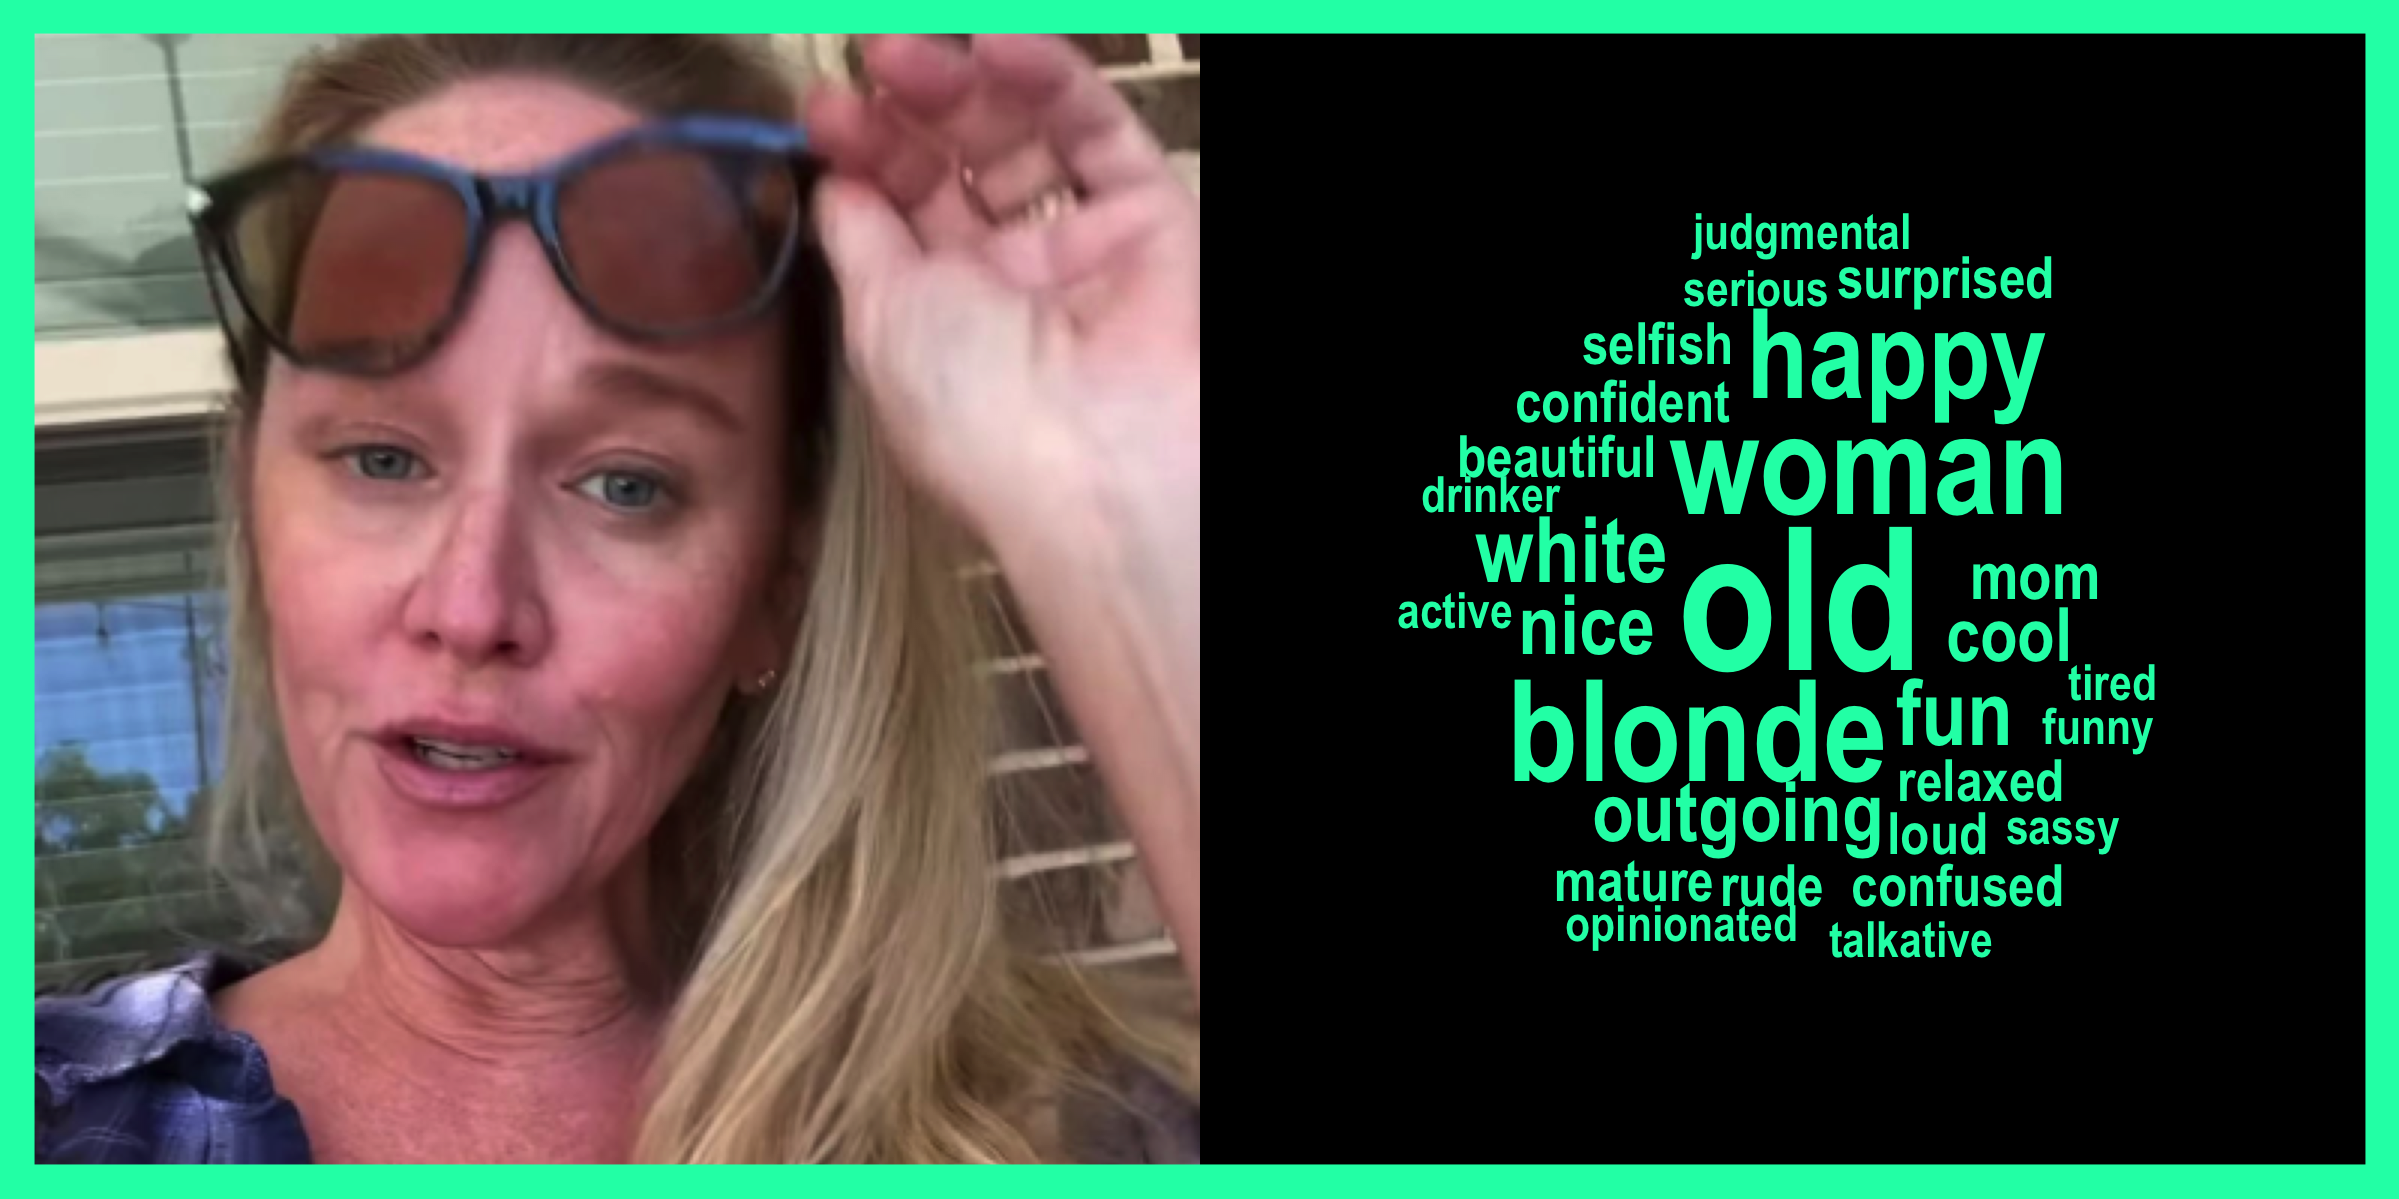 judgmental
serious surprised
selfish happy
confident
beautiful woman
drinker
white old mom
active nice cool
tired
blonde fun funny
relaxed
outgoing loud sassy
mature rude confused
opinionated talkative